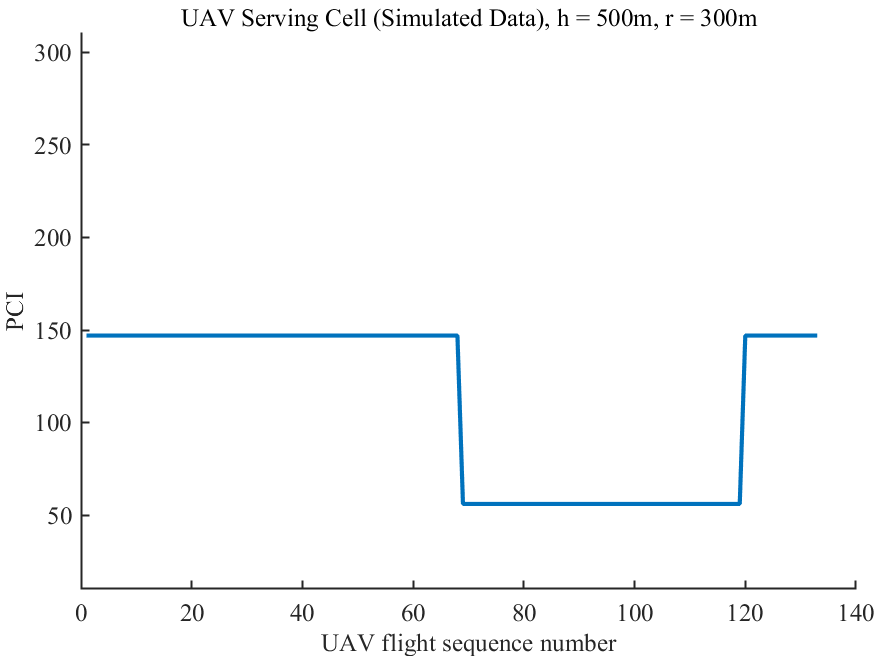 UAV Serving Cell (Simulated Data), h = 500m, r = 300m
300
250
200
150
100
50
PCI
0 20 40 60 80 100 120 140
UAV flight sequence number